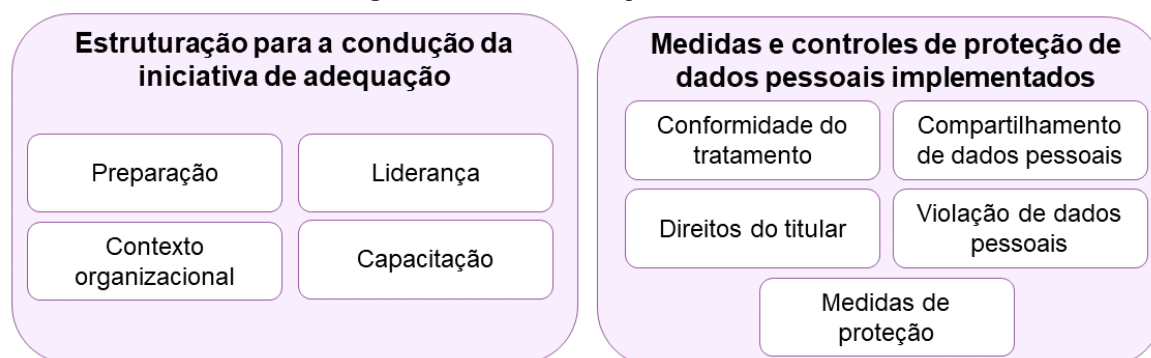 Estruturação para a condução da
iniciativa de adequação
Preparação
Liderança
Contexto
organizacional
Capacitação
Medidas e controles de proteção de
dados pessoais implementados
Conformidade do
tratamento
Compartilhamento
de dados pessoais
Direitos do titular
Violação de dados
pessoais
Medidas de
proteção